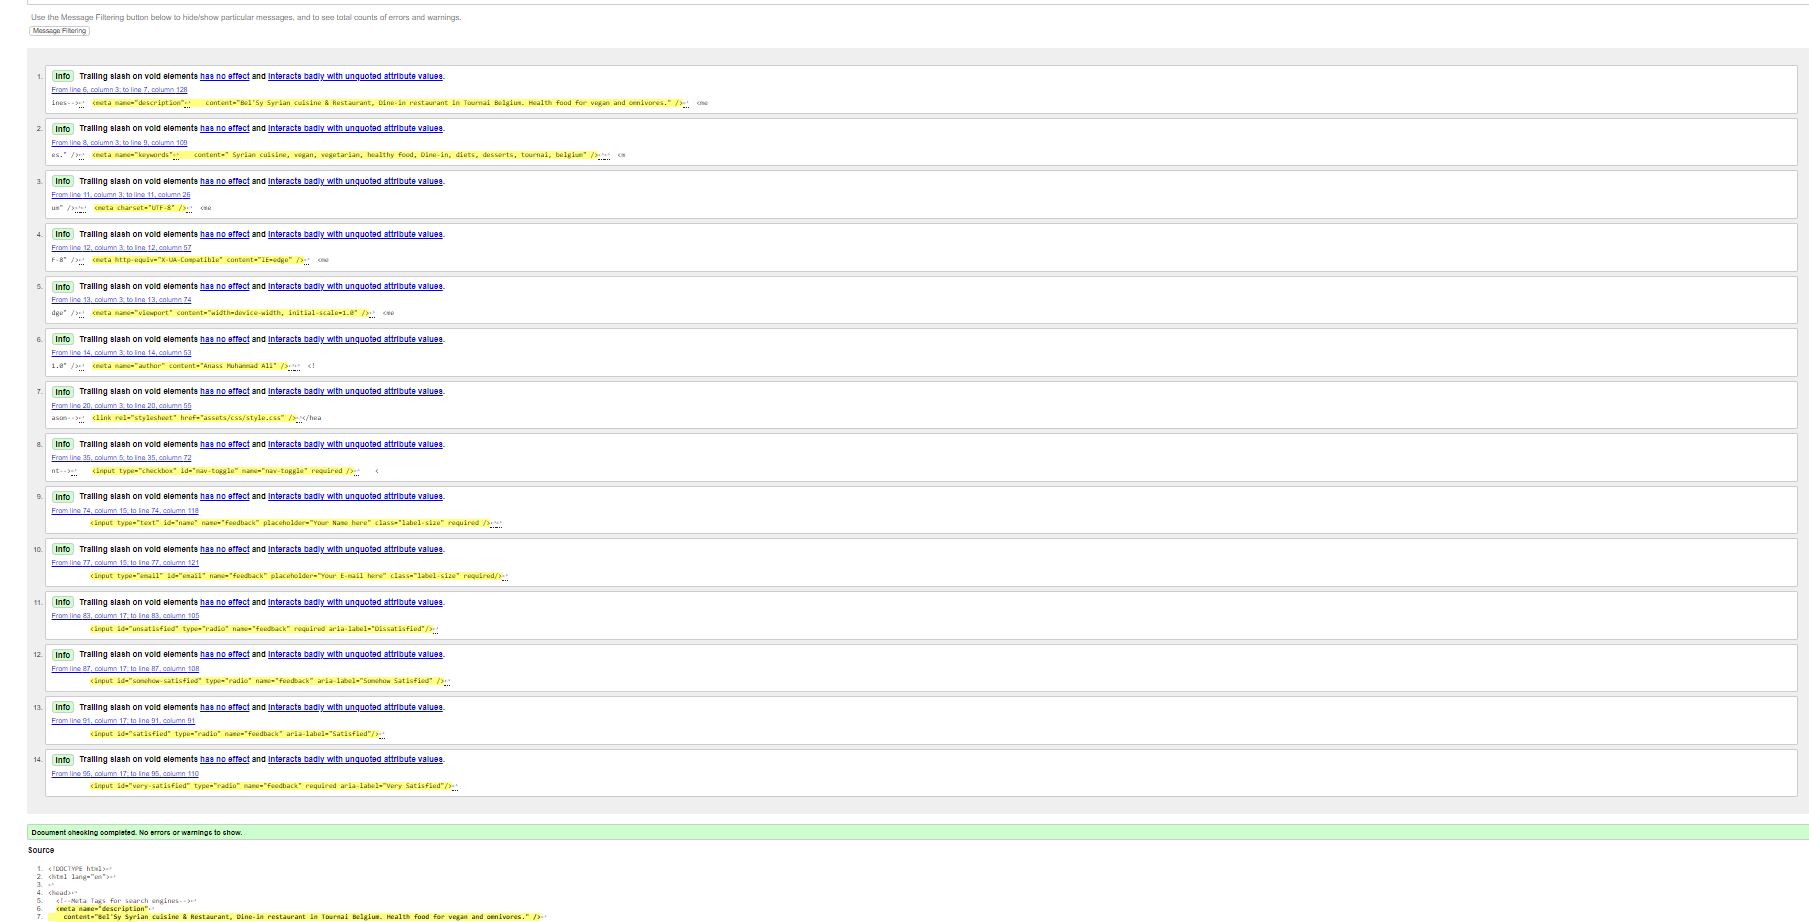 Use the Message Filtering button below to hide/show particular messages, and to see total counts of errors and warnings.
Message Filtering
1. Info Trailing slash on void elements has no effect and interacts badly with unquoted attribute values.
From line 6, column 3; to line 7, column 128
ines-->↩ <meta name="description"↩ content="Bel'Sy Syrian cuisine & Restaurant, Dine-in restaurant in Tournai Belgium. Health food for vegan and omnivores." />↩ <me
2. Info Trailing slash on void elements has no effect and interacts badly with unquoted attribute values.
From line 8, column 3; to line 9, column 109
es." />↩ <meta name="keywords"↩ content=" Syrian cuisine, vegan, vegetarian, healthy food, Dine-in, diets, desserts, tournai, belgium" />↩↩ <m
3. Info Trailing slash on void elements has no effect and interacts badly with unquoted attribute values.
From line 11, column 3; to line 11, column 26
um" />↩↩ <meta charset="UTF-8" />↩ <me
4. Info Trailing slash on void elements has no effect and interacts badly with unquoted attribute values.
From line 12, column 3; to line 12, column 57
F-8" />↩ <meta http-equiv="X-UA-Compatible" content="IE=edge" />↩ <me
5. Info Trailing slash on void elements has no effect and interacts badly with unquoted attribute values.
From line 13, column 3; to line 13, column 74
dge" />↩ <meta name="viewport" content="width=device-width, initial-scale=1.0" />↩ <me
6. Info Trailing slash on void elements has no effect and interacts badly with unquoted attribute values.
From line 14, column 3; to line 14, column 53
1.0" />↩ <meta name="author" content="Anass Muhammad Ali" />↩↩ <!
7. Info Trailing slash on void elements has no effect and interacts badly with unquoted attribute values.
From line 20, column 3; to line 20, column 55
ason-->↩ <link rel="stylesheet" href="assets/css/style.css" />↩</hea
8. Info Trailing slash on void elements has no effect and interacts badly with unquoted attribute values.
From line 35, column 5; to line 35, column 72
nt-->↩ <input type="checkbox" id="nav-toggle" name="nav-toggle" required />↩ <
9. Info Trailing slash on void elements has no effect and interacts badly with unquoted attribute values.
From line 74, column 15; to line 74, column 118
<input type="text" id="name" name="feedback" placeholder="Your Name here" class="label-size" required />↩↩
10. Info Trailing slash on void elements has no effect and interacts badly with unquoted attribute values.
From line 77, column 15; to line 77, column 121
<input type="email" id="email" name="feedback" placeholder="Your E-mail here" class="label-size" required/>↩
11. Info Trailing slash on void elements has no effect and interacts badly with unquoted attribute values.
From line 83, column 17; to line 83, column 105
<input id="unsatisfied" type="radio" name="feedback" required aria-label="Dissatisfied"/>↩
12. Info Trailing slash on void elements has no effect and interacts badly with unquoted attribute values.
From line 87, column 17; to line 87, column 108
<input id="somehow-satisfied" type="radio" name="feedback" aria-label="Somehow Satisfied" />↩
13. Info Trailing slash on void elements has no effect and interacts badly with unquoted attribute values.
From line 91, column 17; to line 91, column 91
<input id="satisfied" type="radio" name="feedback" aria-label="Satisfied"/>↩
14. Info Trailing slash on void elements has no effect and interacts badly with unquoted attribute values.
From line 95, column 17; to line 95, column 110
<input id="very-satisfied" type="radio" name="feedback" required aria-label="Very Satisfied"/>↩
Document checking completed. No errors or warnings to show.
Source
1. <!DOCTYPE html>↩
2. <html lang="en">↩
3. ↩
4. <head>↩
5. <!--Meta Tags for search engines-->↩
6. <meta name="description"↩
7. content="Bel'Sy Syrian cuisine & Restaurant, Dine-in restaurant in Tournai Belgium. Health food for vegan and omnivores." />↩